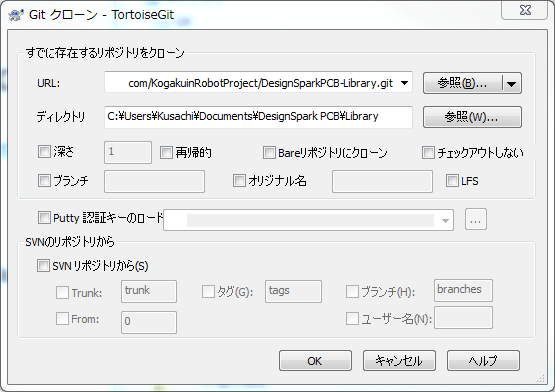 Git クローン - TortoiseGit
すでに存在するリポジトリをクローン
URL: com/KogakuinRobotProject/DesignSparkPCB-Library.git 参照(B)...
ディレクトリ C:¥Users¥Kusachi¥Documents¥DesignSpark PCB¥Library 参照(W)...
深さ 1 再帰的 Bareリポジトリにクローン チェックアウトしない
ブランチ オリジナル名 LFS
Putty 認証キーのロード ...
SVNのリポジトリから
SVN リポジトリから(S)
Trunk: trunk タグ(G): tags ブランチ(H): branches
From: 0 ユーザー名(N):
OK キャンセル ヘルプ